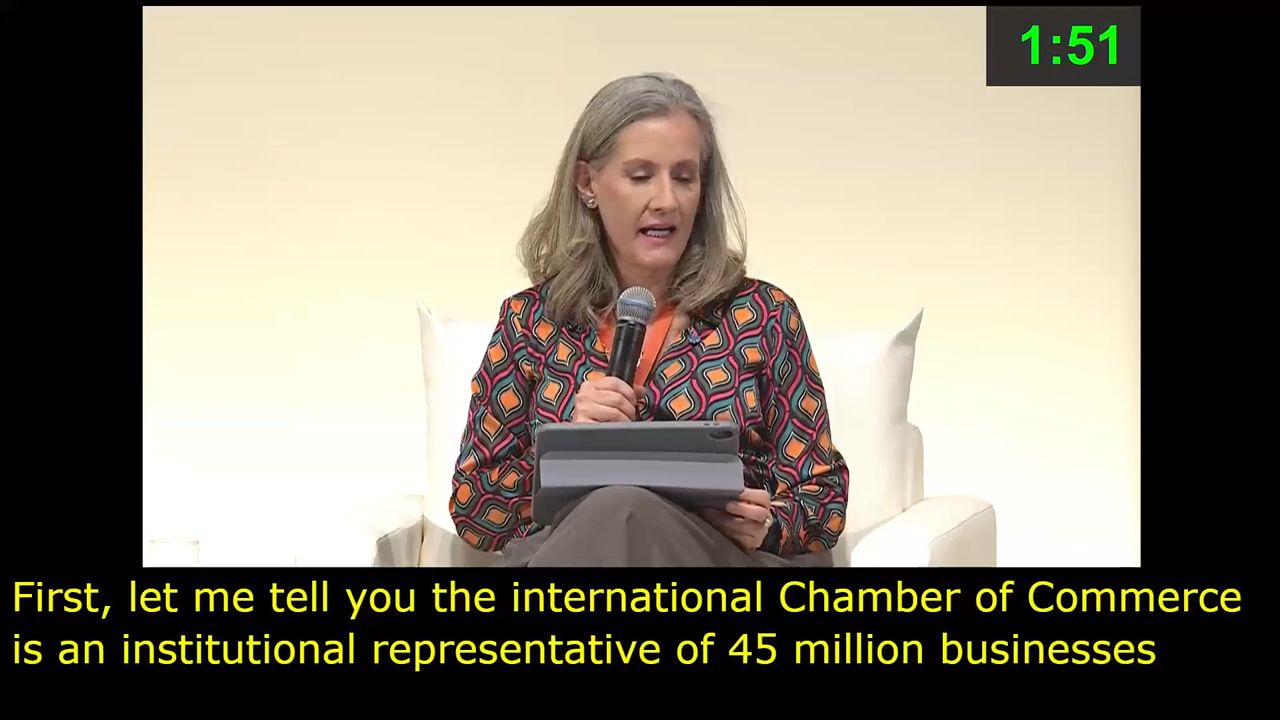 1:51
First, let me tell you the international Chamber of Commerce
is an institutional representative of 45 million businesses